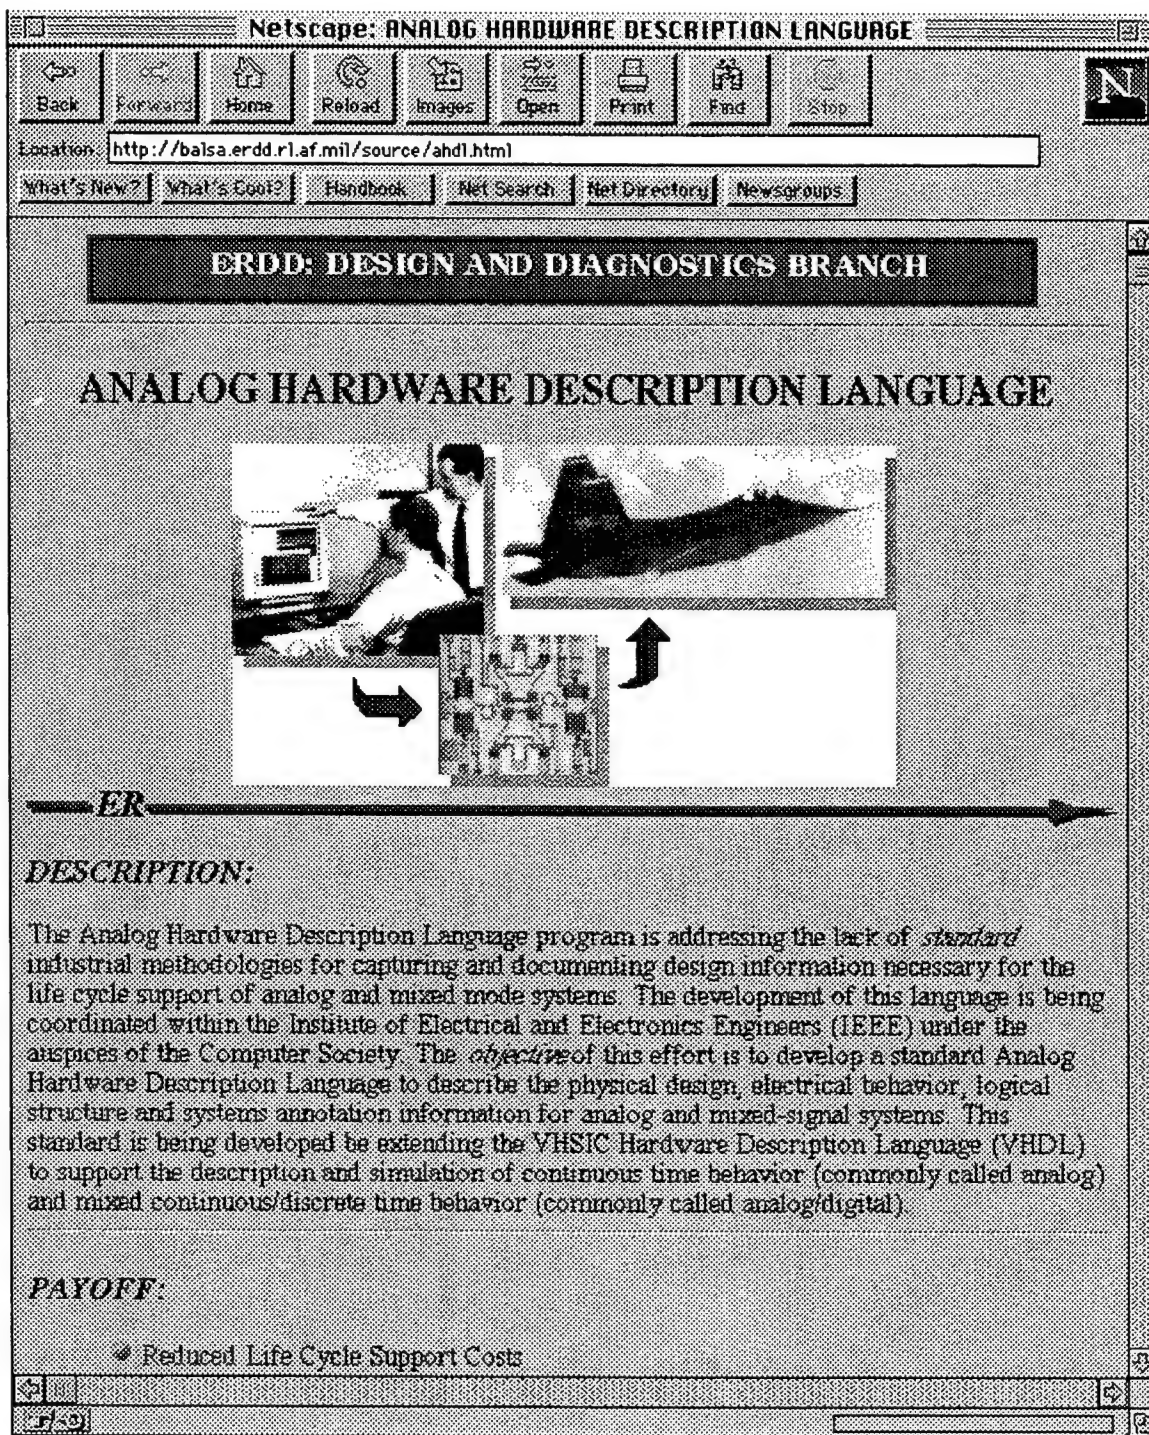 Netscape: ANALOG HARDWARE DESCRIPTION LANGUAGE
Back Forward Home Reload Images Open Print Find Stop
N
Location: http://balsa.erdd.rl.af.mil/source/ahdl.html
What's New? What's Cool? Handbook Net Search Net Directory Newsgroups
ERDD: DESIGN AND DIAGNOSTICS BRANCH
ANALOG HARDWARE DESCRIPTION LANGUAGE
ER
DESCRIPTION:
The Analog Hardware Description Language program is addressing the lack of standard
industrial methodologies for capturing and documenting design information necessary for the
life cycle support of analog and mixed mode systems. The development of this language is being
coordinated within the Institute of Electrical and Electronics Engineers (IEEE) under the
auspices of the Computer Society. The objective of this effort is to develop a standard Analog
Hardware Description Language to describe the physical design, electrical behavior, logical
structure and systems annotation information for analog and mixed-signal systems. This
standard is being developed be extending the VHSIC Hardware Description Language (VHDL)
to support the description and simulation of continuous time behavior (commonly called analog)
and mixed continuous/discrete time behavior (commonly called analog/digital).
PAYOFF:
Reduced Life Cycle Support Costs